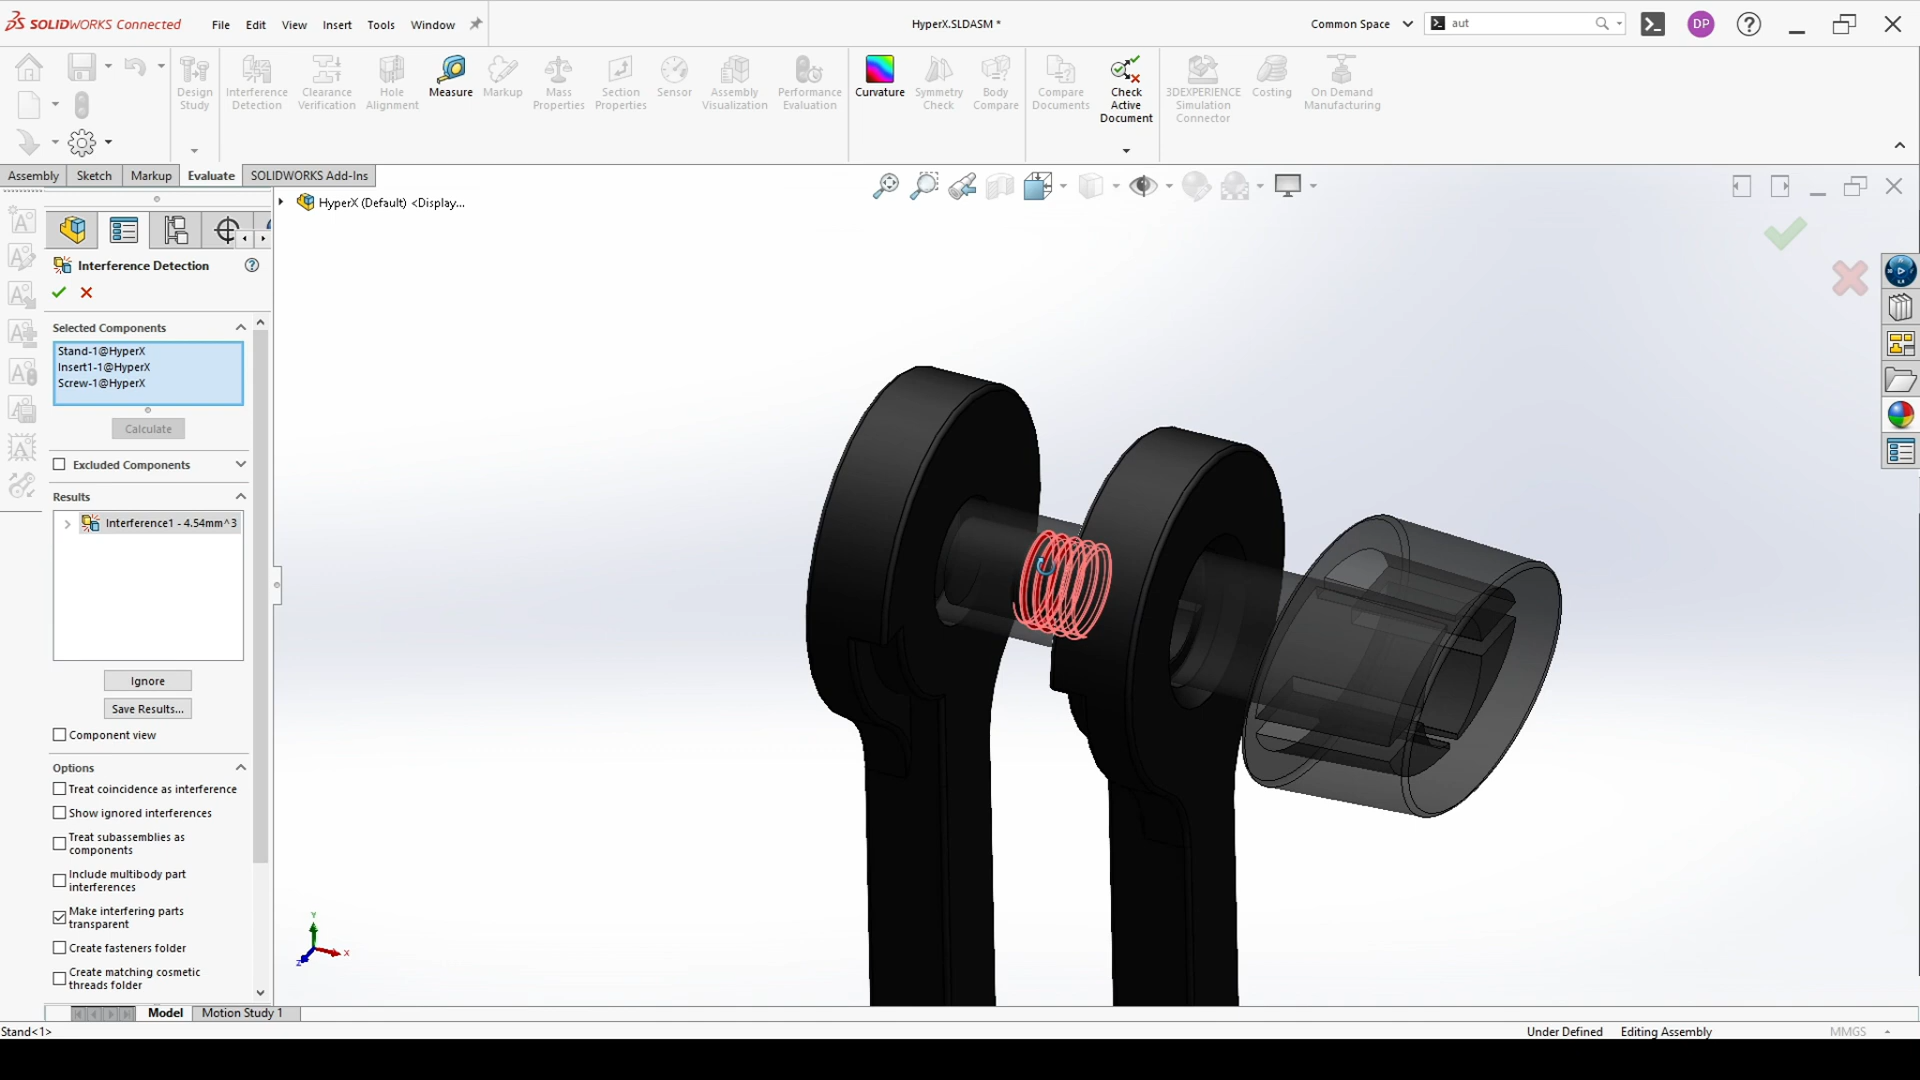 SOLIDWORKS Connected
File Edit View Insert Tools Window
HyperX.SLDASM *
Common Space
aut
DP
Design Study
Interference Detection
Clearance Verification
Hole Alignment
Measure
Markup
Mass Properties
Section Properties
Sensor
Assembly Visualization
Performance Evaluation
Curvature
Symmetry Check
Body Compare
Compare Documents
Check Active Document
3DEXPERIENCE Simulation Connector
Costing
On Demand Manufacturing
Assembly Sketch Markup Evaluate SOLIDWORKS Add-Ins
HyperX (Default) <Display...
Interference Detection
Selected Components
Stand-1@HyperX
Insert1-1@HyperX
Screw-1@HyperX
Calculate
Excluded Components
Results
Interference1 - 4.54mm^3
Ignore
Save Results...
Component view
Options
Treat coincidence as interference
Show ignored interferences
Treat subassemblies as
components
Include multibody part
interferences
Make interfering parts
transparent
Create fasteners folder
Create matching cosmetic
threads folder
Y
X
Z
Model Motion Study 1
Stand<1>
Under Defined Editing Assembly MMGS